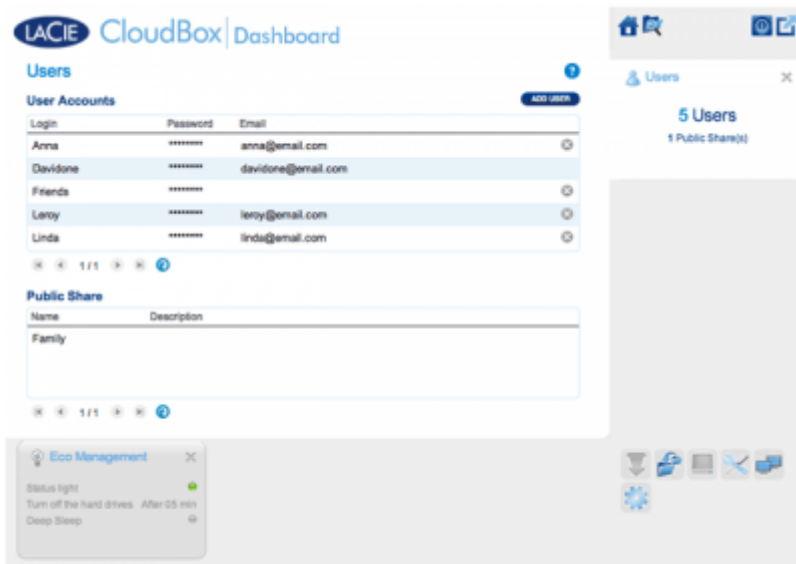 LACIE CloudBox Dashboard
Users
User Accounts ADD USER
Login Password Email
Anna ******** anna@email.com
Davidone ******** davidone@email.com
Friends ********
Leroy ******** leroy@email.com
Linda ******** linda@email.com
1/1
Public Share
Name Description
Family
1/1
Users
5 Users
1 Public Share(s)
Eco Management
Status light
Turn off the hard drives After 05 min
Deep Sleep